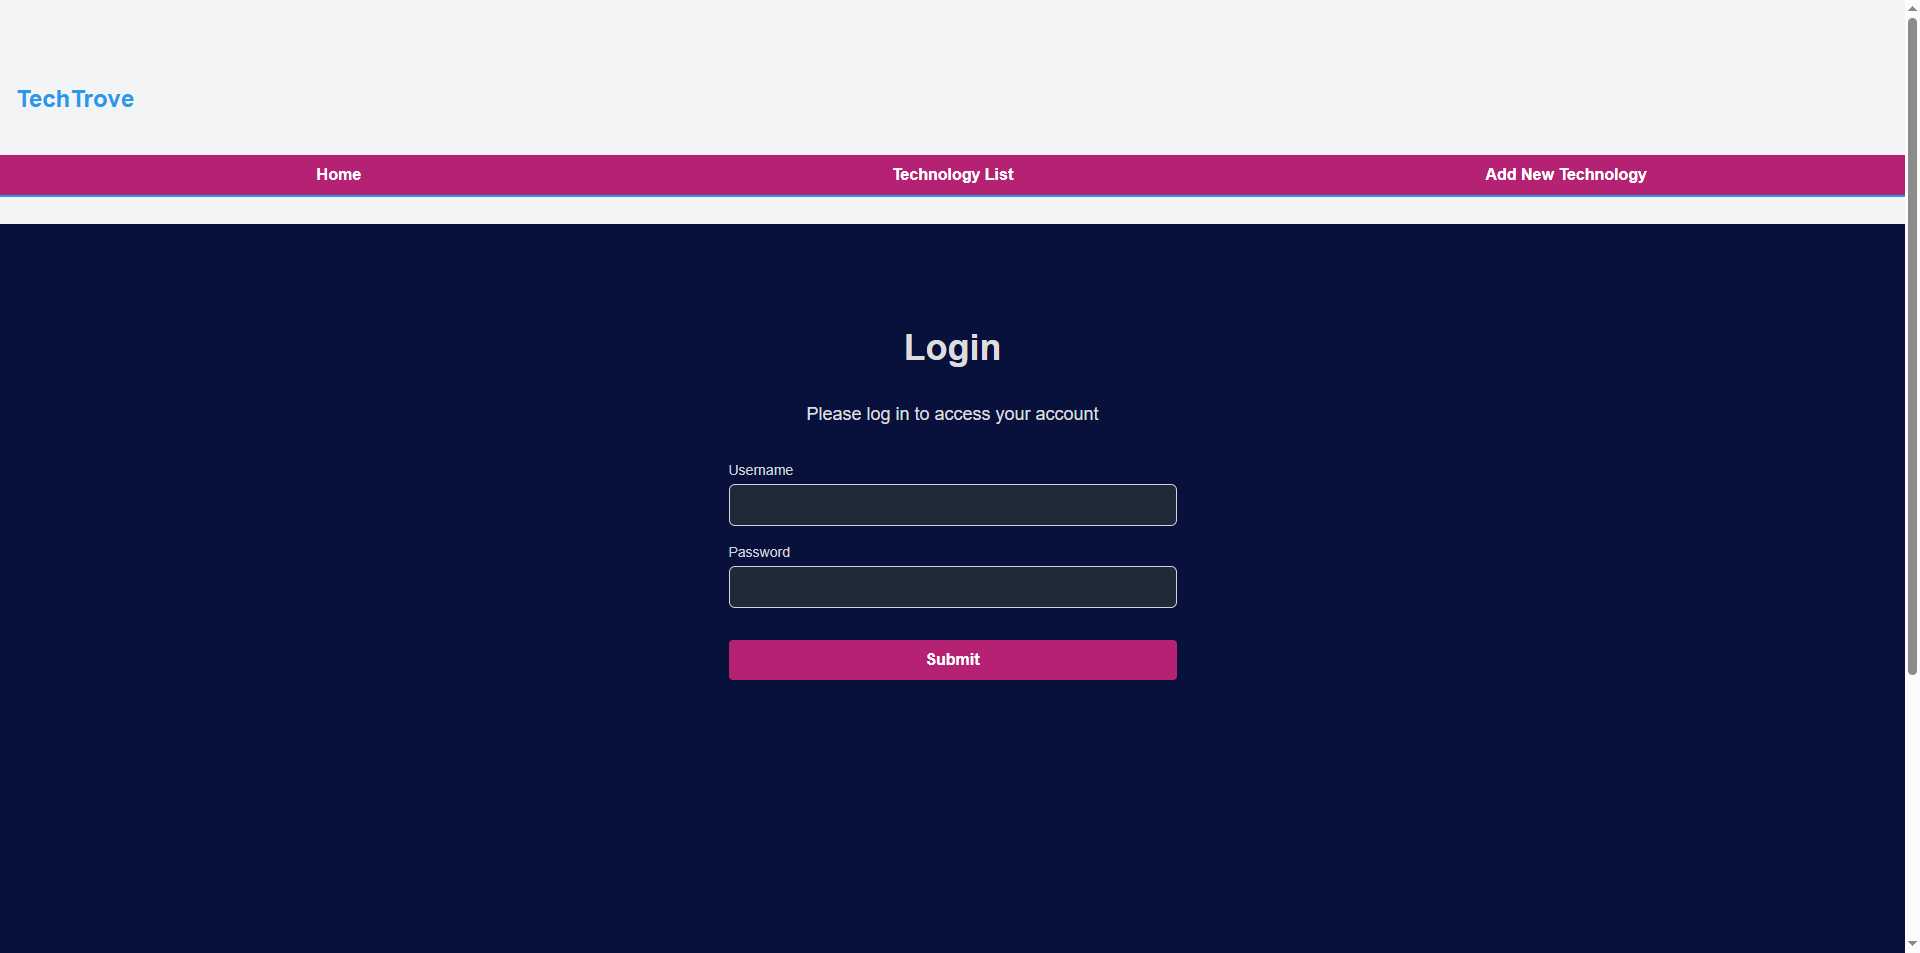 TechTrove
Home Technology List Add New Technology
Login
Please log in to access your account
Username
Password
Submit